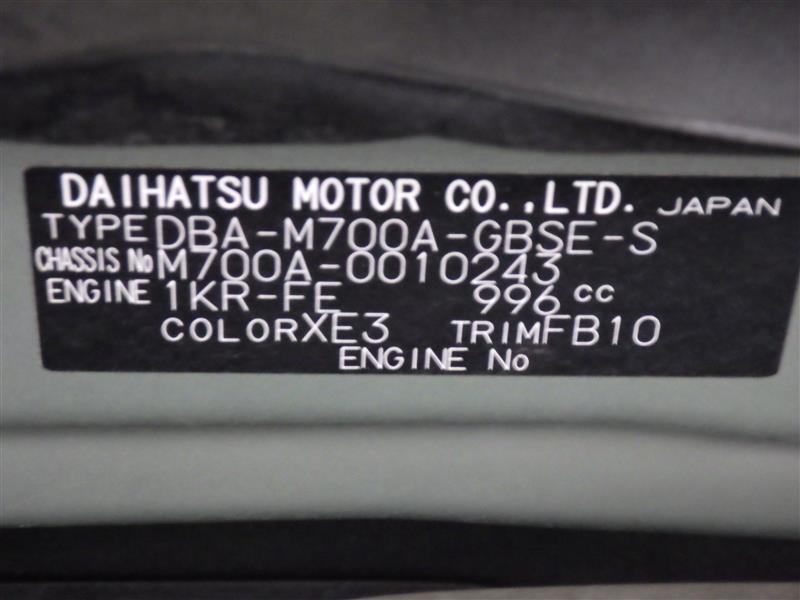 DAIHATSU MOTOR CO.,LTD. JAPAN
TYPE DBA-M700A-GBSE-S
CHASSIS No M700A-0010243
ENGINE 1KR-FE 996 cc
COLOR XE3 TRIM FB10
ENGINE No